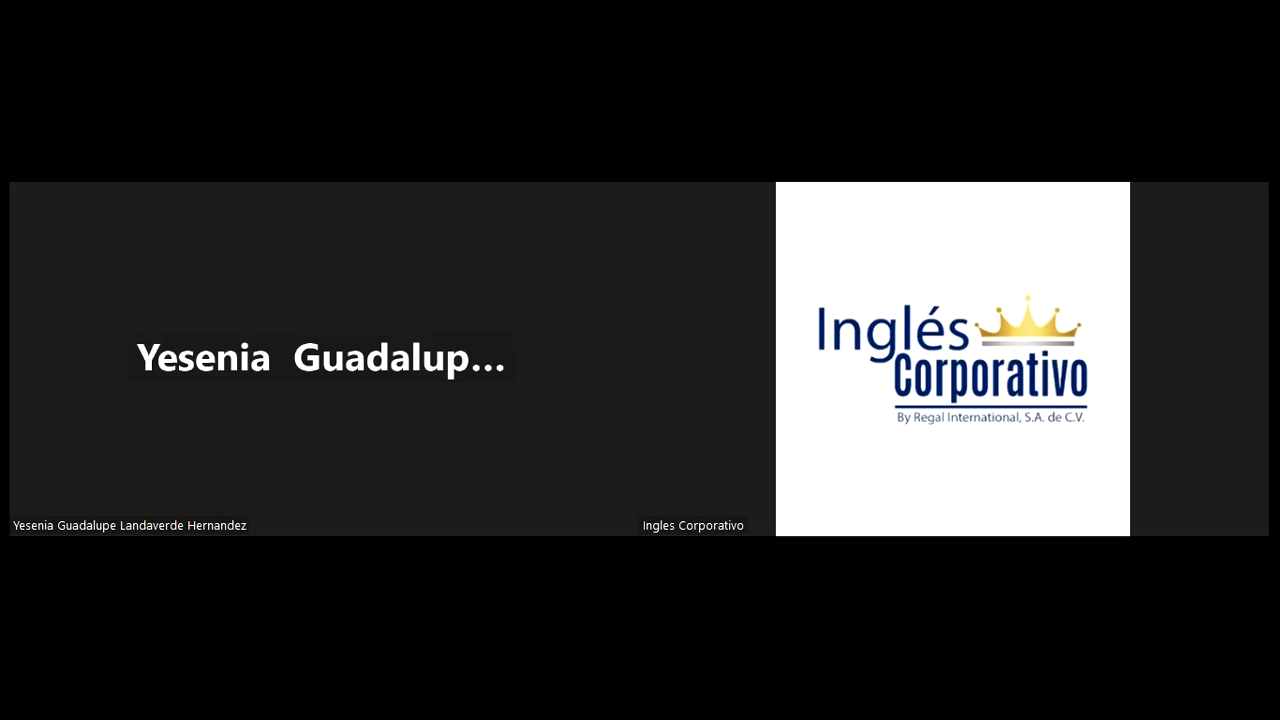 Yesenia Guadalup...
Inglés
Corporativo
By Regal International, S.A. de C.V.
Yesenia Guadalupe Landaverde Hernandez
Ingles Corporativo